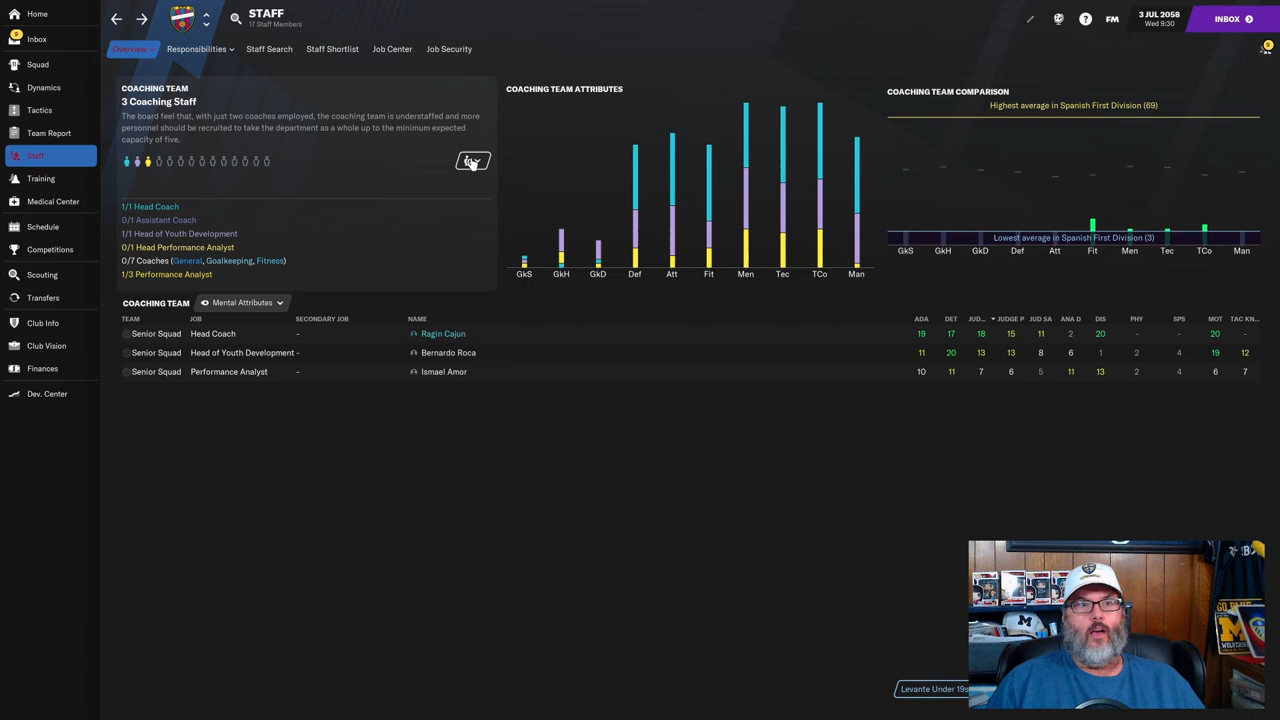 Home
9
Inbox
Squad
Dynamics
Tactics
Team Report
Staff
Training
Medical Center
Schedule
Competitions
Scouting
Transfers
Club Info
Club Vision
Finances
Dev. Center
STAFF
17 Staff Members
?
FM
3 JUL 2058
Wed 9:30
INBOX
Overview
Responsibilities
Staff Search
Staff Shortlist
Job Center
Job Security
9
COACHING TEAM
3 Coaching Staff
The board feel that, with just two coaches employed, the coaching team is understaffed and more
personnel should be recruited to take the department as a whole up to the minimum expected
capacity of five.
1/1 Head Coach
0/1 Assistant Coach
1/1 Head of Youth Development
0/1 Head Performance Analyst
0/7 Coaches (General, Goalkeeping, Fitness)
1/3 Performance Analyst
COACHING TEAM ATTRIBUTES
GkS GkH GkD Def Att Fit Men Tec TCo Man
COACHING TEAM COMPARISON
Highest average in Spanish First Division (69)
Lowest average in Spanish First Division (3)
GkS GkH GkD Def Att Fit Men Tec TCo Man
COACHING TEAM Mental Attributes
TEAM JOB SECONDARY JOB NAME ADA DET JUD... JUDGE P JUD SA ANA D DIS PHY SPS MOT TAC KN...
Senior Squad Head Coach - Ragin Cajun 19 17 18 15 11 2 20 - - 20 -
Senior Squad Head of Youth Development - Bernardo Roca 11 20 13 13 8 6 1 2 4 19 12
Senior Squad Performance Analyst - Ismael Amor 10 11 7 6 5 11 13 2 4 6 7
Levante Under 19s
M
M
GO BLUE
M
WOLVERINE